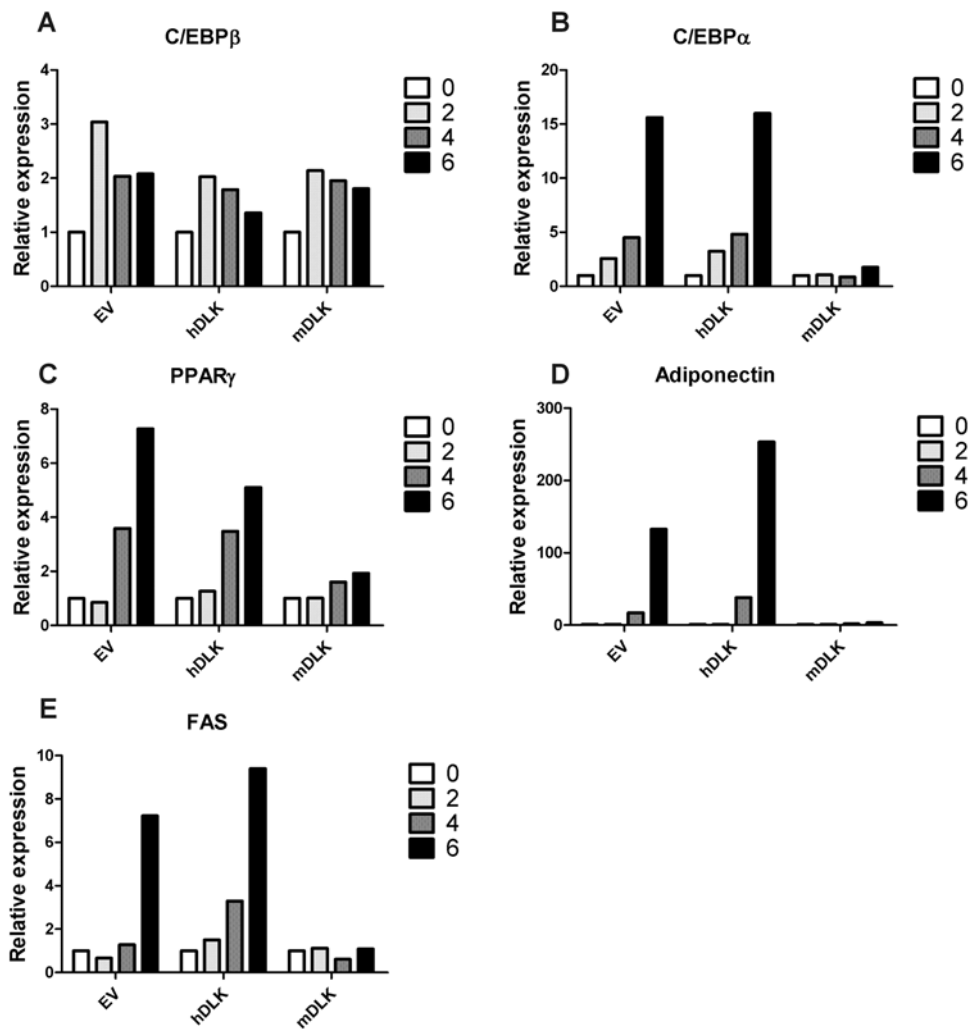 A
C/EBPβ
Relative expression
4
3
2
1
0
EV
hDLK
mDLK
0
2
4
6
B
C/EBPα
Relative expression
20
15
10
5
0
EV
hDLK
mDLK
0
2
4
6
C
PPARγ
Relative expression
8
6
4
2
0
EV
hDLK
mDLK
0
2
4
6
D
Adiponectin
Relative expression
300
200
100
0
EV
hDLK
mDLK
0
2
4
6
E
FAS
Relative expression
10
8
6
4
2
0
EV
hDLK
mDLK
0
2
4
6